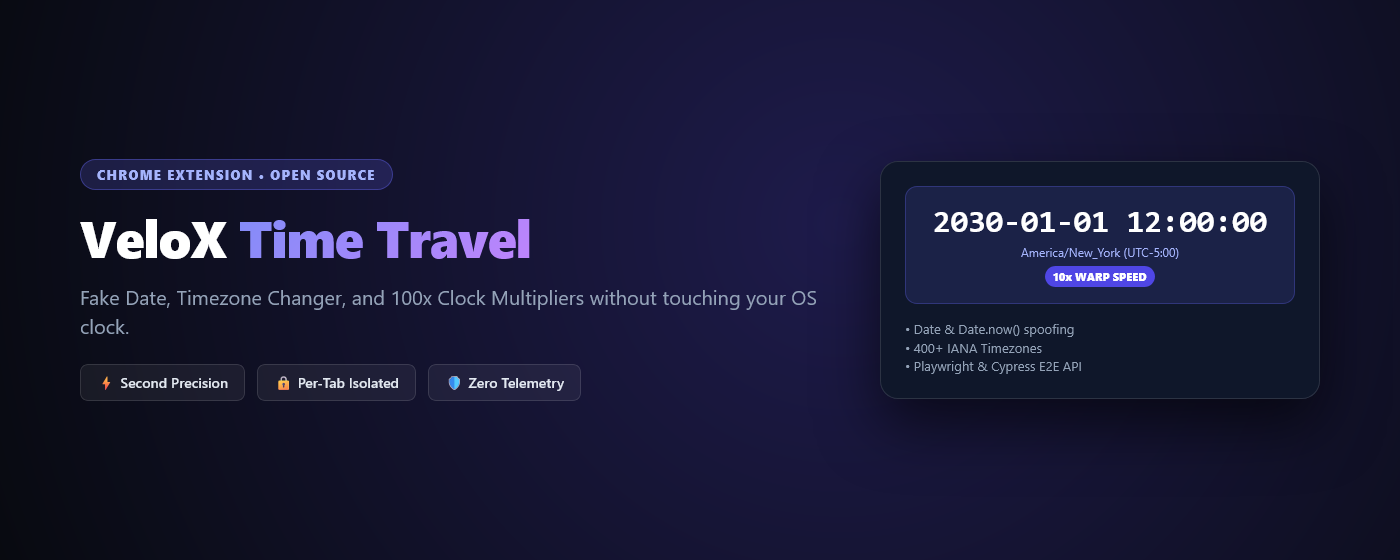 CHROME EXTENSION • OPEN SOURCE
VeloX Time Travel
Fake Date, Timezone Changer, and 100x Clock Multipliers without touching your OS
clock.
⚡ Second Precision
🔒 Per-Tab Isolated
🛡️ Zero Telemetry
2030-01-01 12:00:00
America/New_York (UTC-5:00)
10x WARP SPEED
• Date & Date.now() spoofing
• 400+ IANA Timezones
• Playwright & Cypress E2E API